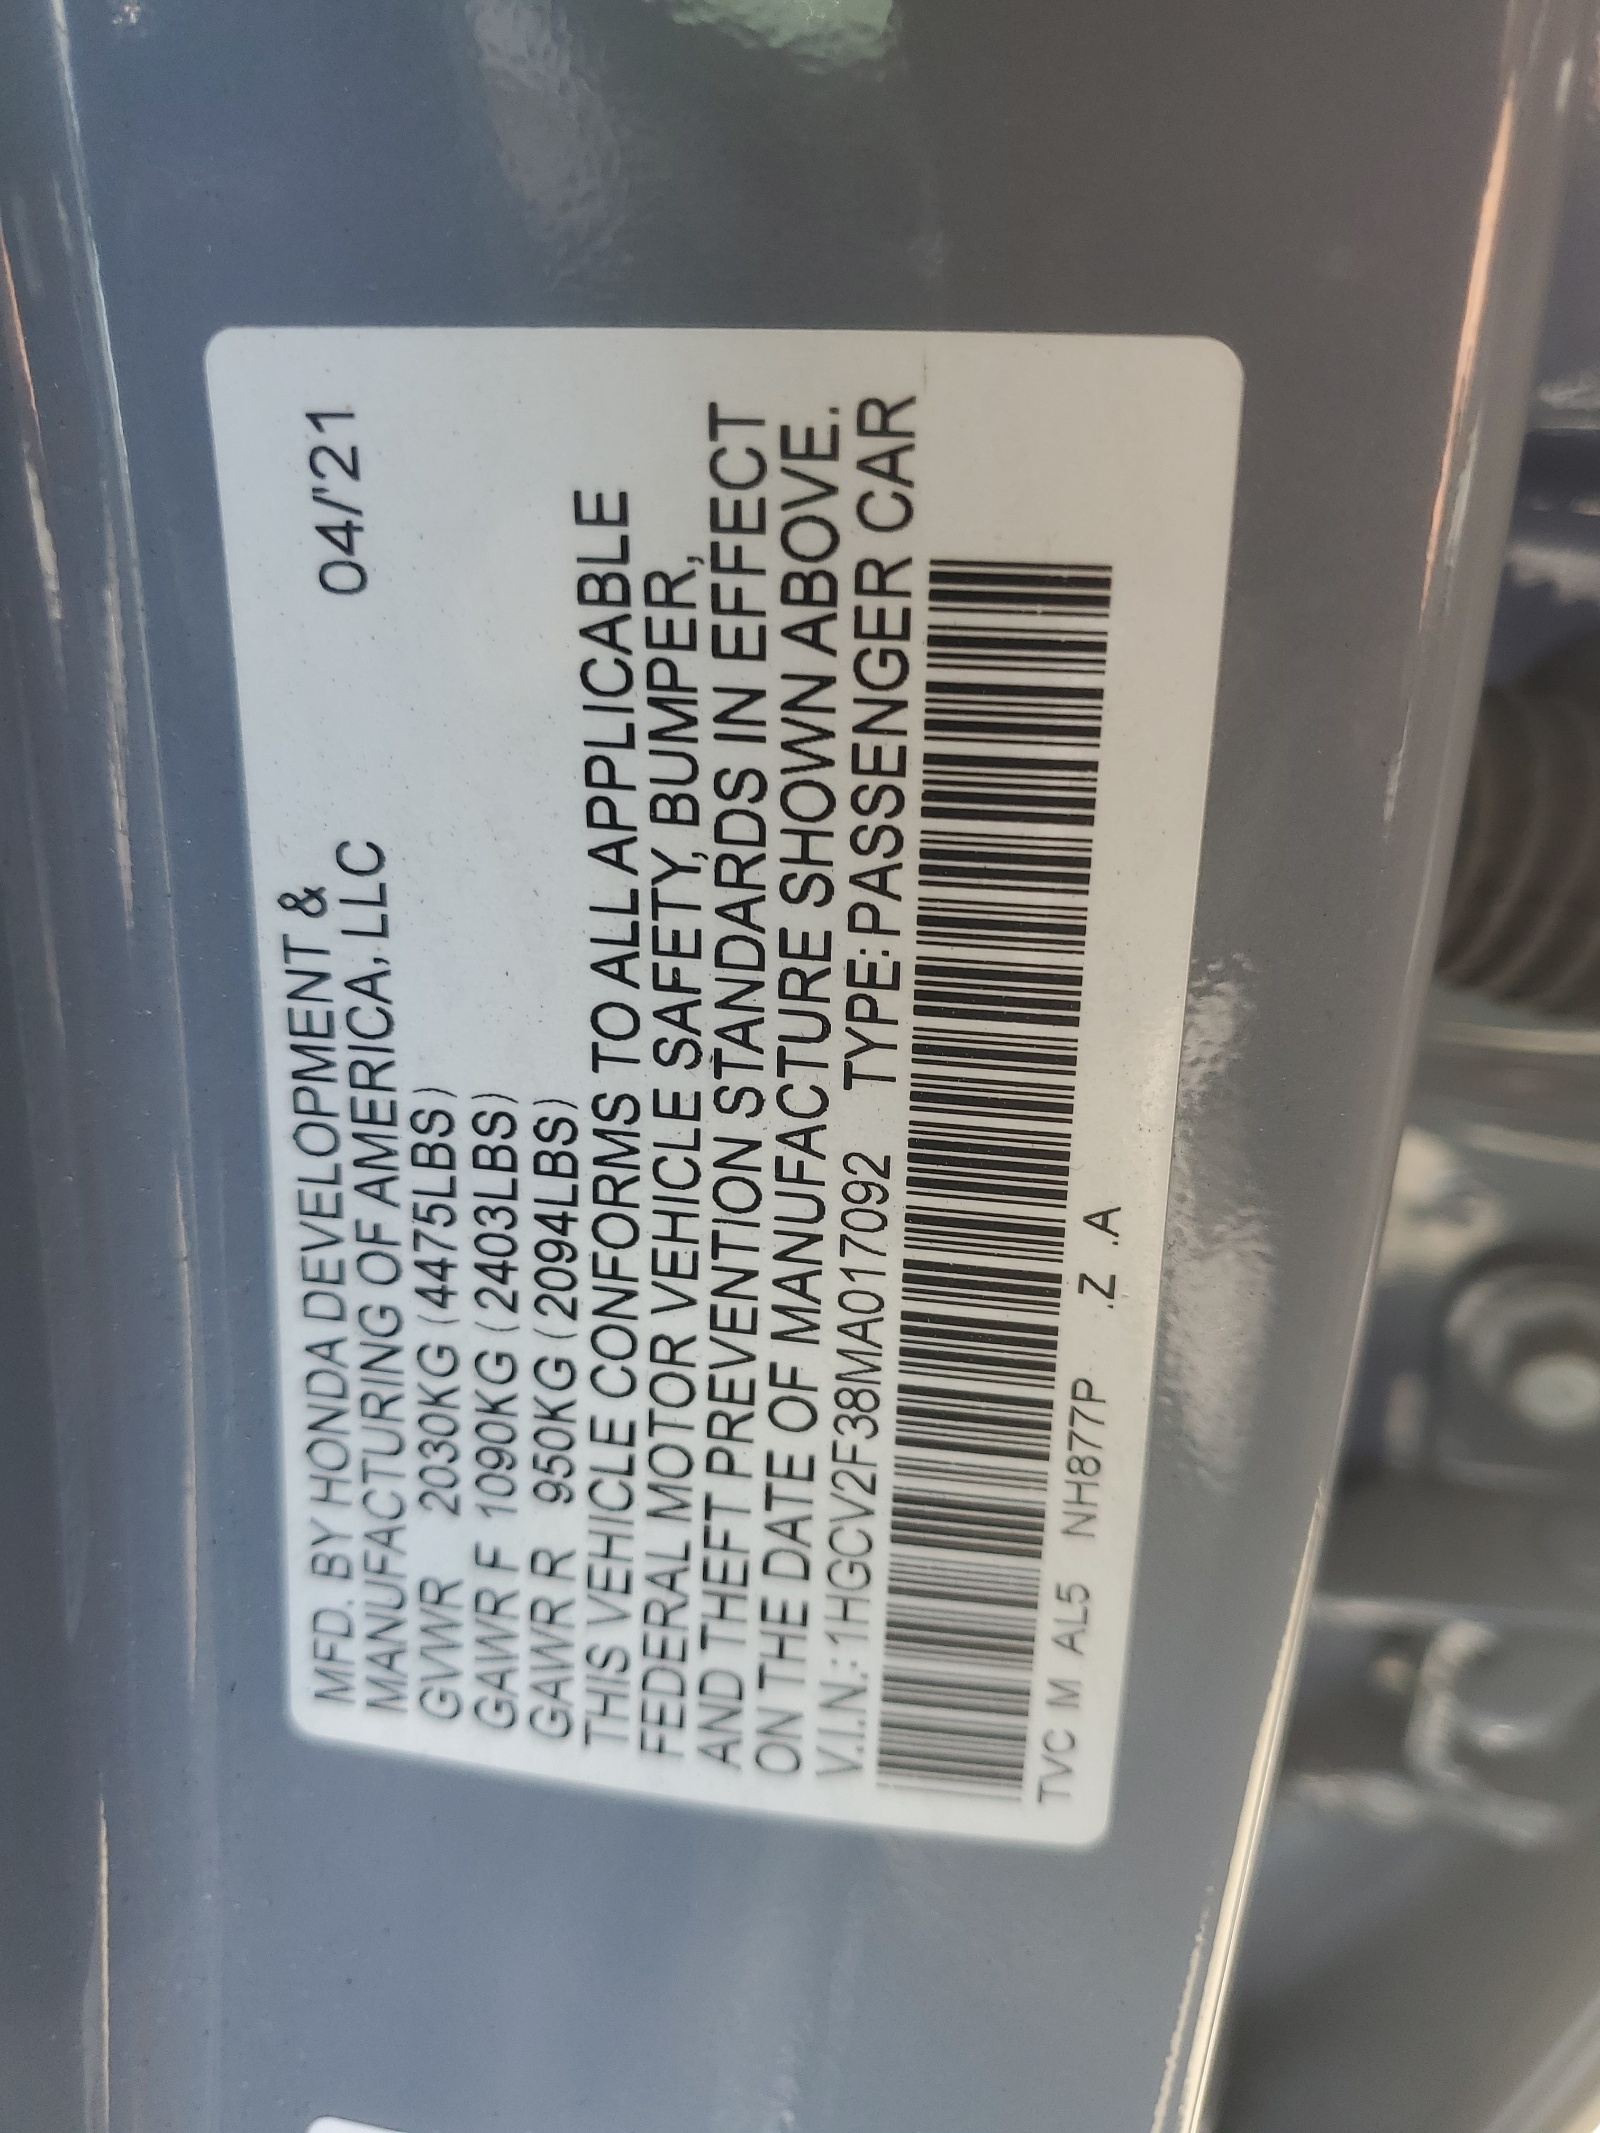 MFD. BY HONDA DEVELOPMENT &
MANUFACTURING OF AMERICA, LLC 04/'21
GVWR 2030KG (4475LBS)
GAWR F 1090KG (2403LBS)
GAWR R 950KG (2094LBS)
THIS VEHICLE CONFORMS TO ALL APPLICABLE
FEDERAL MOTOR VEHICLE SAFETY, BUMPER,
AND THEFT PREVENTION STANDARDS IN EFFECT
ON THE DATE OF MANUFACTURE SHOWN ABOVE.
V.I.N.: 1HGCV2F38MA017092 TYPE: PASSENGER CAR
TVC M AL5 NH877P .Z .A